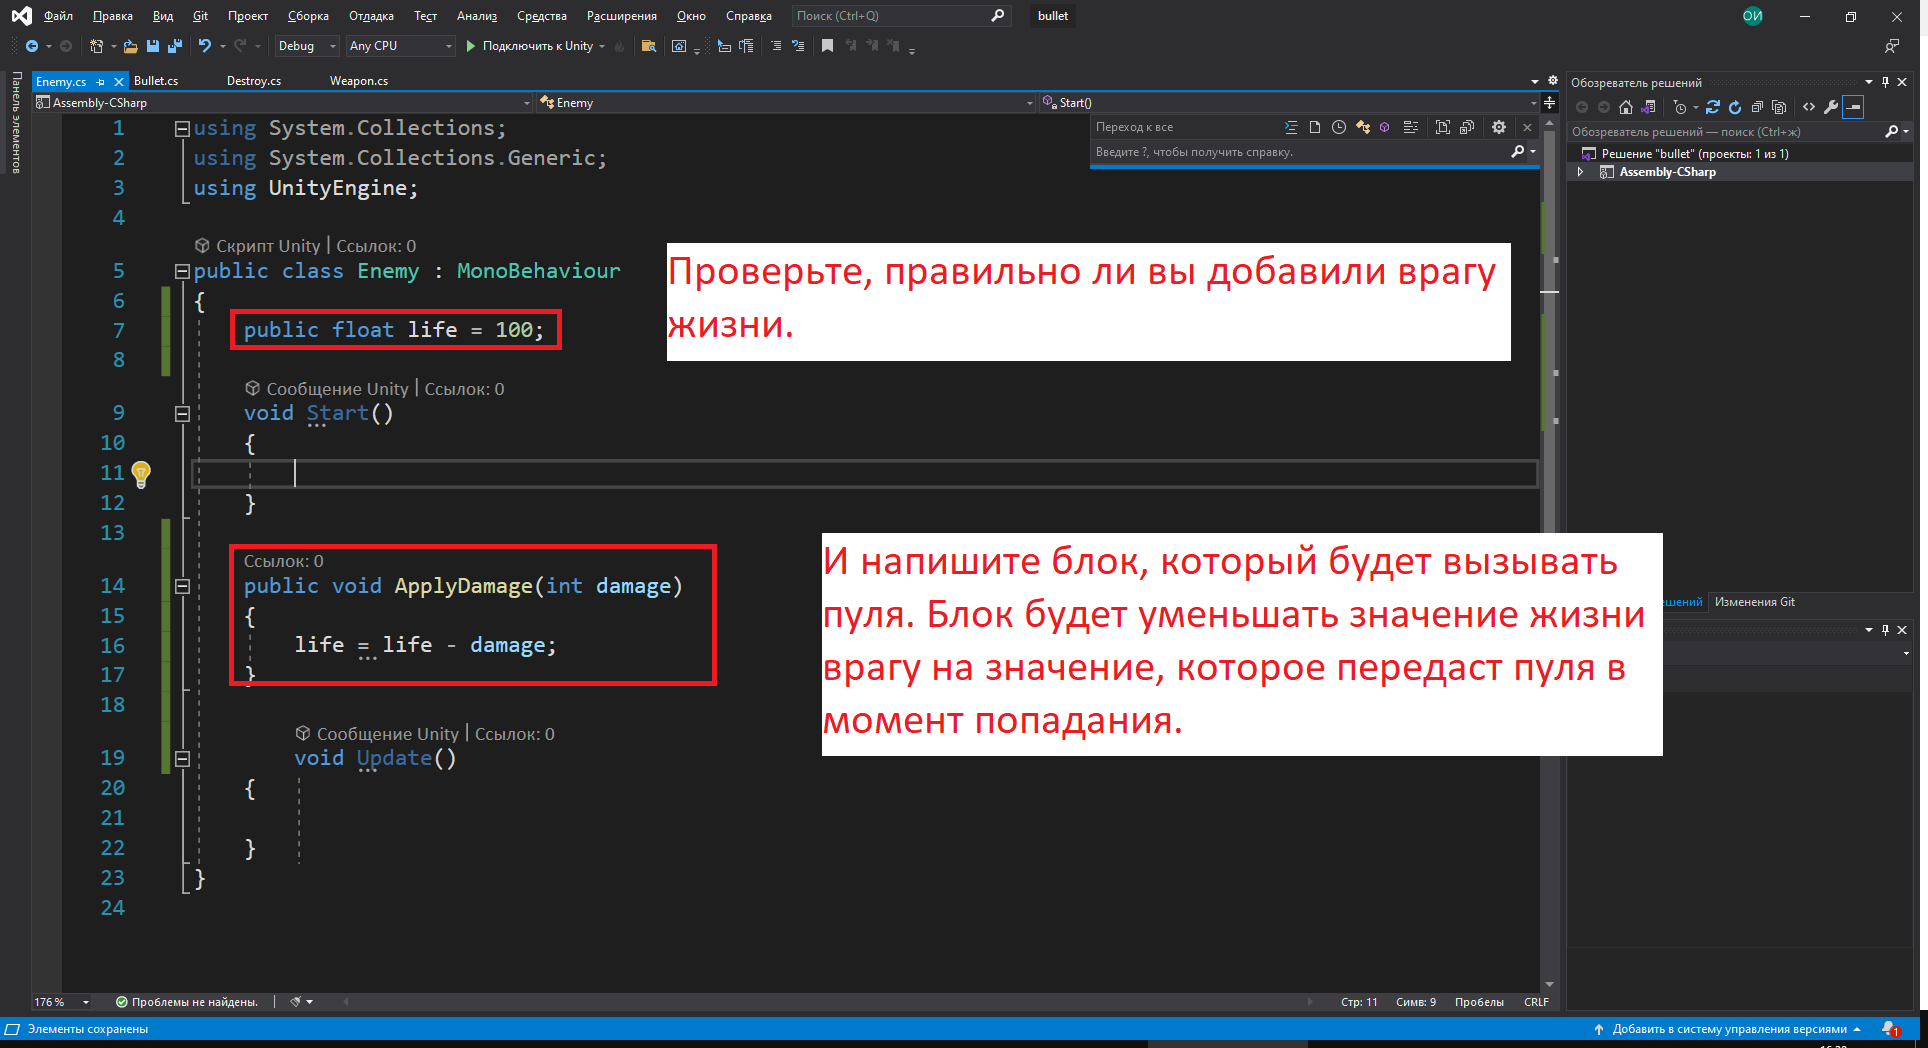 Файл Правка Вид Git Проект Сборка Отладка Тест Анализ Средства Расширения Окно Справка Поиск (Ctrl+Q) bullet ОИ
Debug Any CPU Подключить к Unity
Панель элементов
Enemy.cs Bullet.cs Destroy.cs Weapon.cs
Assembly-CSharp Enemy Start()
Переход к все
Введите ?, чтобы получить справку.
1 using System.Collections;
2 using System.Collections.Generic;
3 using UnityEngine;
4
Скрипт Unity | Ссылок: 0
5 public class Enemy : MonoBehaviour
6 {
7 public float life = 100;
8
Сообщение Unity | Ссылок: 0
9 void Start()
10 {
11
12 }
13
Ссылок: 0
14 public void ApplyDamage(int damage)
15 {
16 life = life - damage;
17 }
18
Сообщение Unity | Ссылок: 0
19 void Update()
20 {
21
22 }
23 }
24
Проверьте, правильно ли вы добавили врагу
жизни.
И напишите блок, который будет вызывать
пуля. Блок будет уменьшать значение жизни
врагу на значение, которое передаст пуля в
момент попадания.
Обозреватель решений
Обозреватель решений — поиск (Ctrl+ж)
Решение "bullet" (проекты: 1 из 1)
Assembly-CSharp
ешений Изменения Git
176 % Проблемы не найдены. Стр: 11 Симв: 9 Пробелы CRLF
Элементы сохранены Добавить в систему управления версиями 1